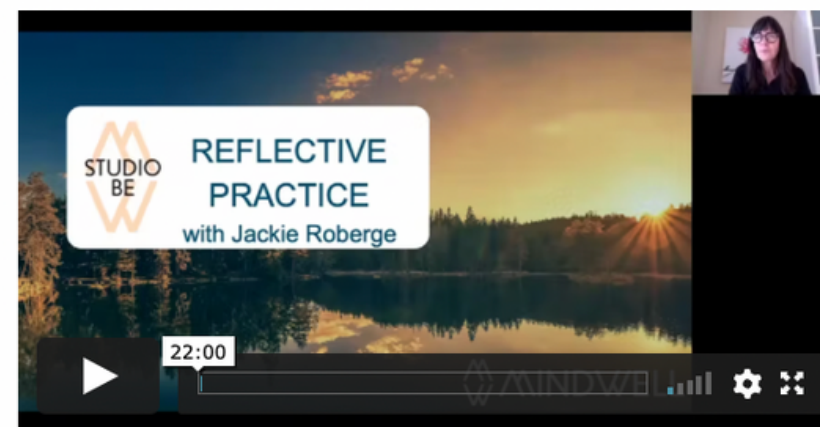 STUDIO
BE
REFLECTIVE
PRACTICE
with Jackie Roberge
22:00
MINDWELL